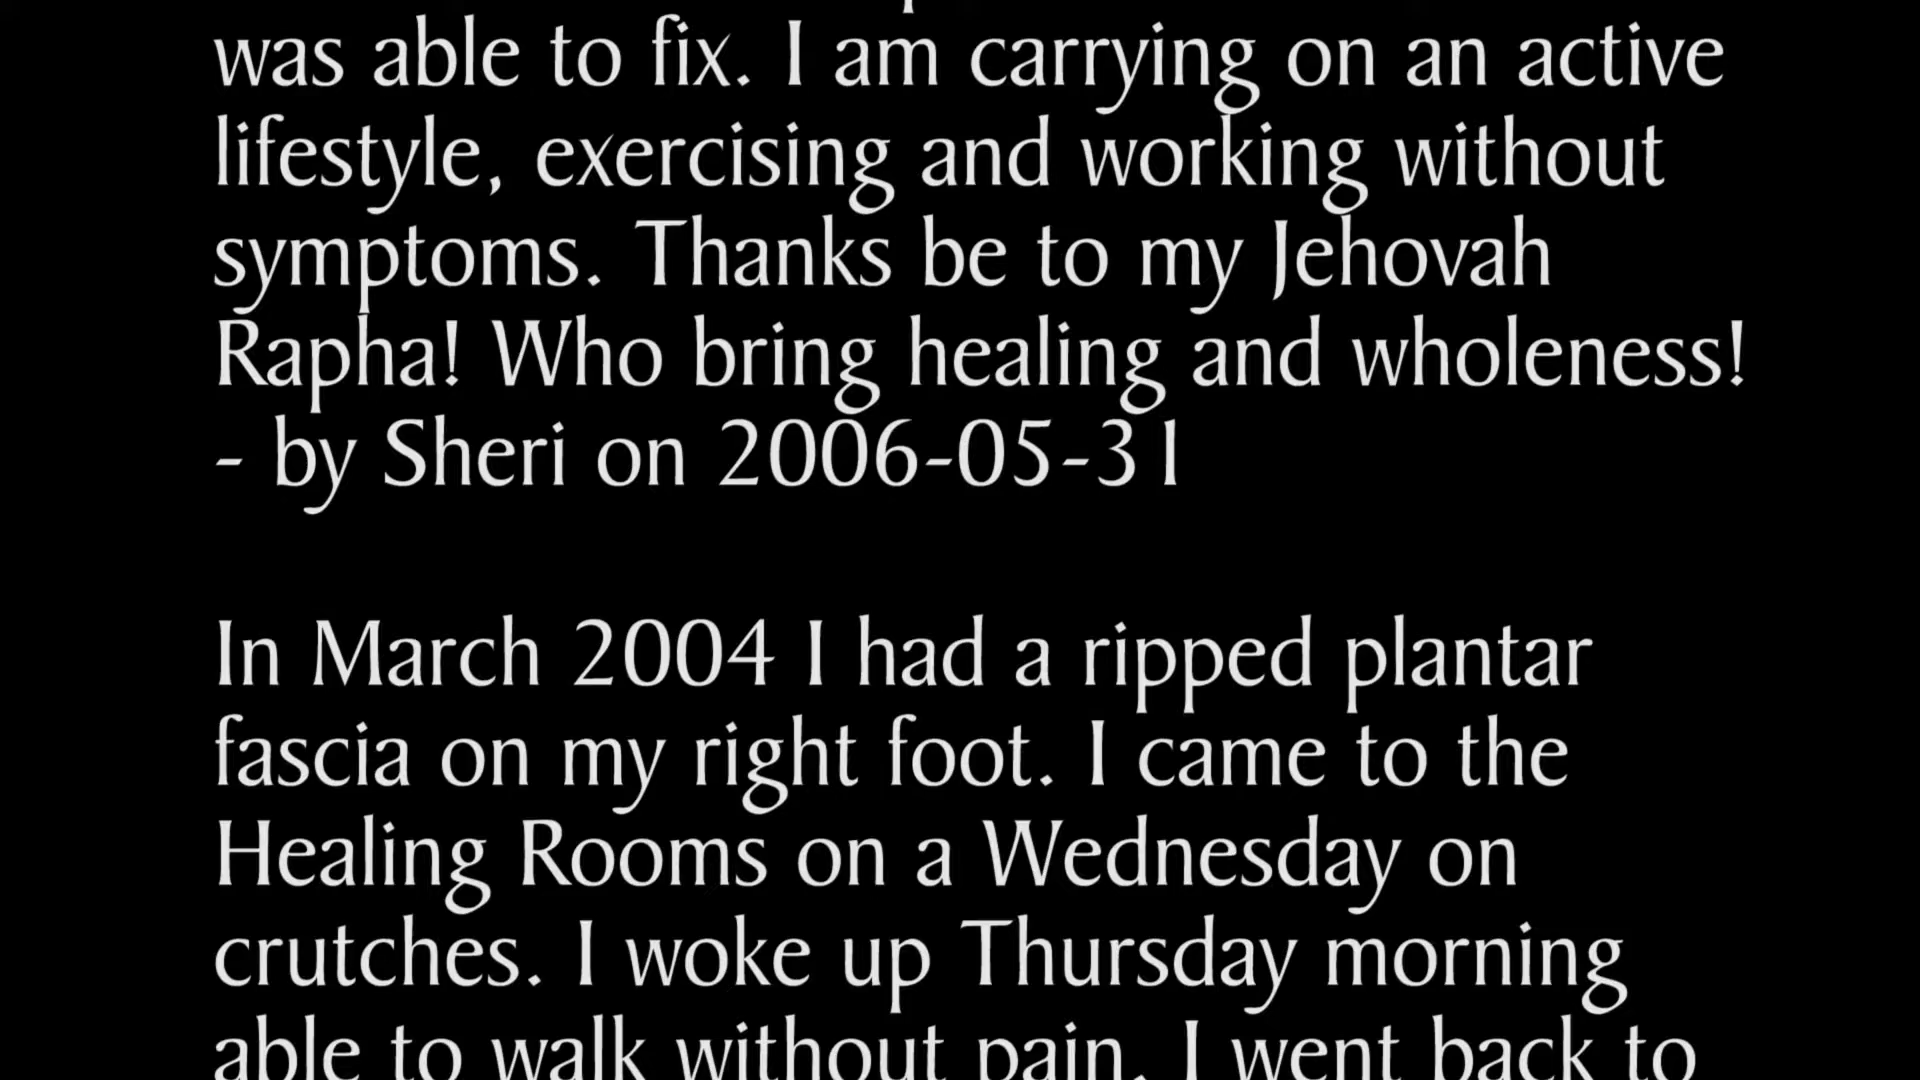 was able to fix. I am carrying on an active
lifestyle, exercising and working without
symptoms. Thanks be to my Jehovah
Rapha! Who bring healing and wholeness!
- by Sheri on 2006-05-31
In March 2004 I had a ripped plantar
fascia on my right foot. I came to the
Healing Rooms on a Wednesday on
crutches. I woke up Thursday morning
able to walk without pain. I went back to